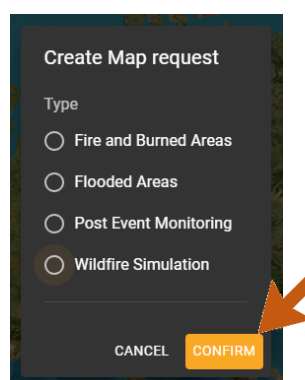 Create Map request
Type
Fire and Burned Areas
Flooded Areas
Post Event Monitoring
Wildfire Simulation
CANCEL CONFIRM